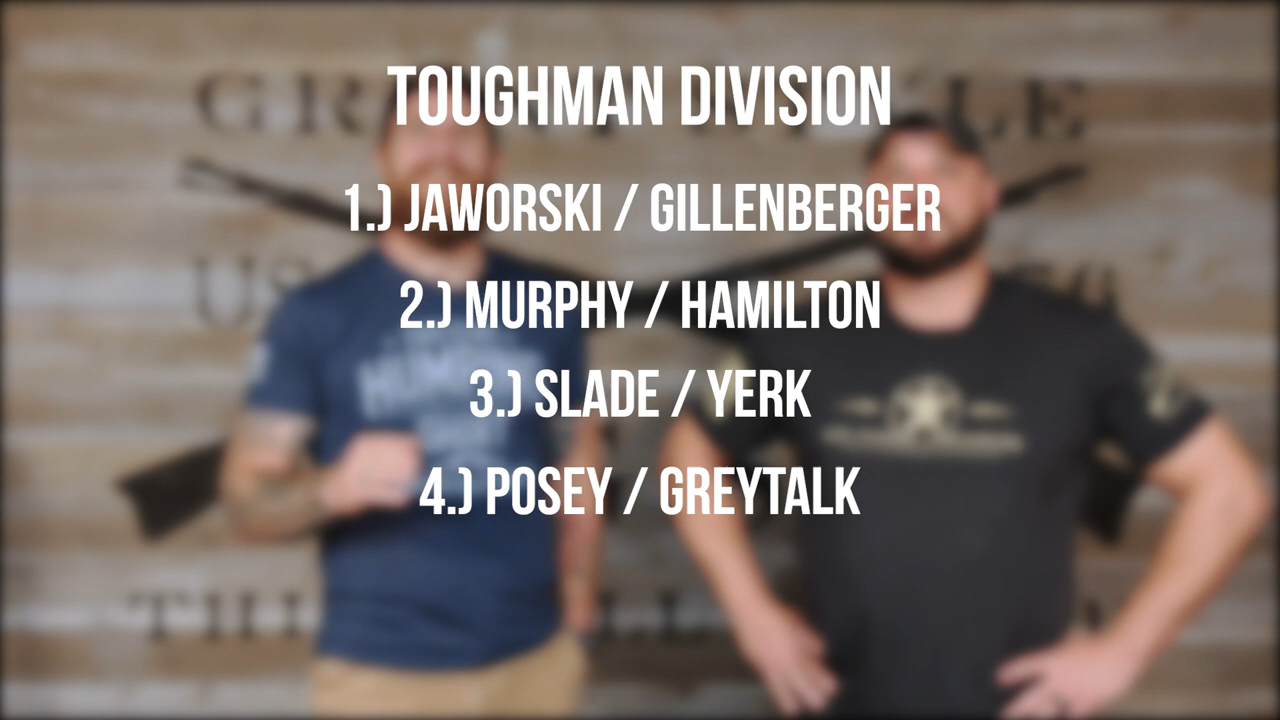 TOUGHMAN DIVISION
1.) JAWORSKI / GILLENBERGER
2.) MURPHY / HAMILTON
3.) SLADE / YERK
4.) POSEY / GREYTALK